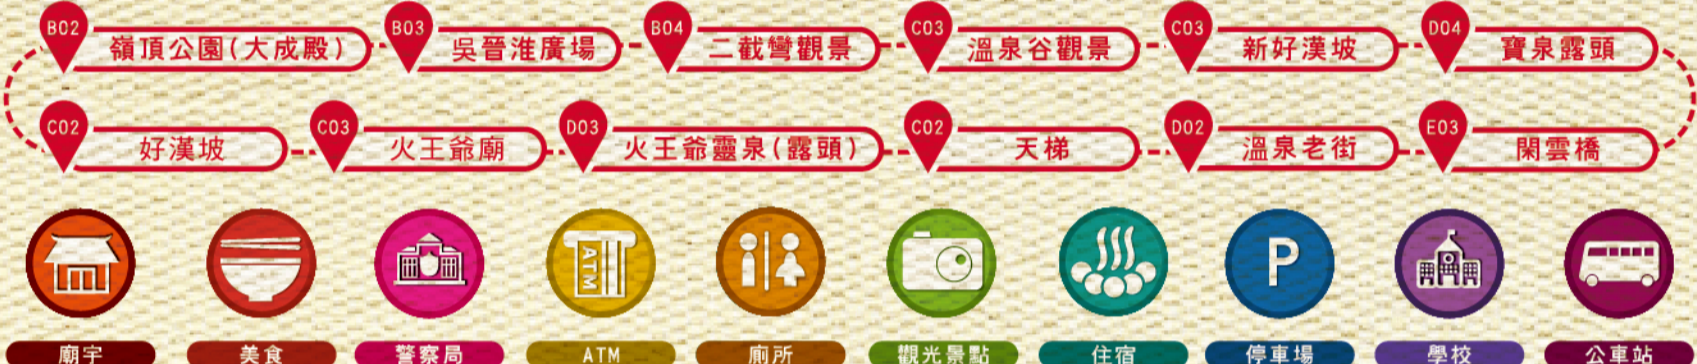 B02 嶺頂公園(大成殿) B03 吳晉淮廣場 B04 二截彎觀景 C03 溫泉谷觀景 C03 新好漢坡 D04 寶泉露頭
C02 好漢坡 C03 火王爺廟 D03 火王爺靈泉(露頭) C02 天梯 D02 溫泉老街 E03 閑雲橋
ATM P
廟宇 美食 警察局 ATM 廁所 觀光景點 住宿 停車場 學校 公車站